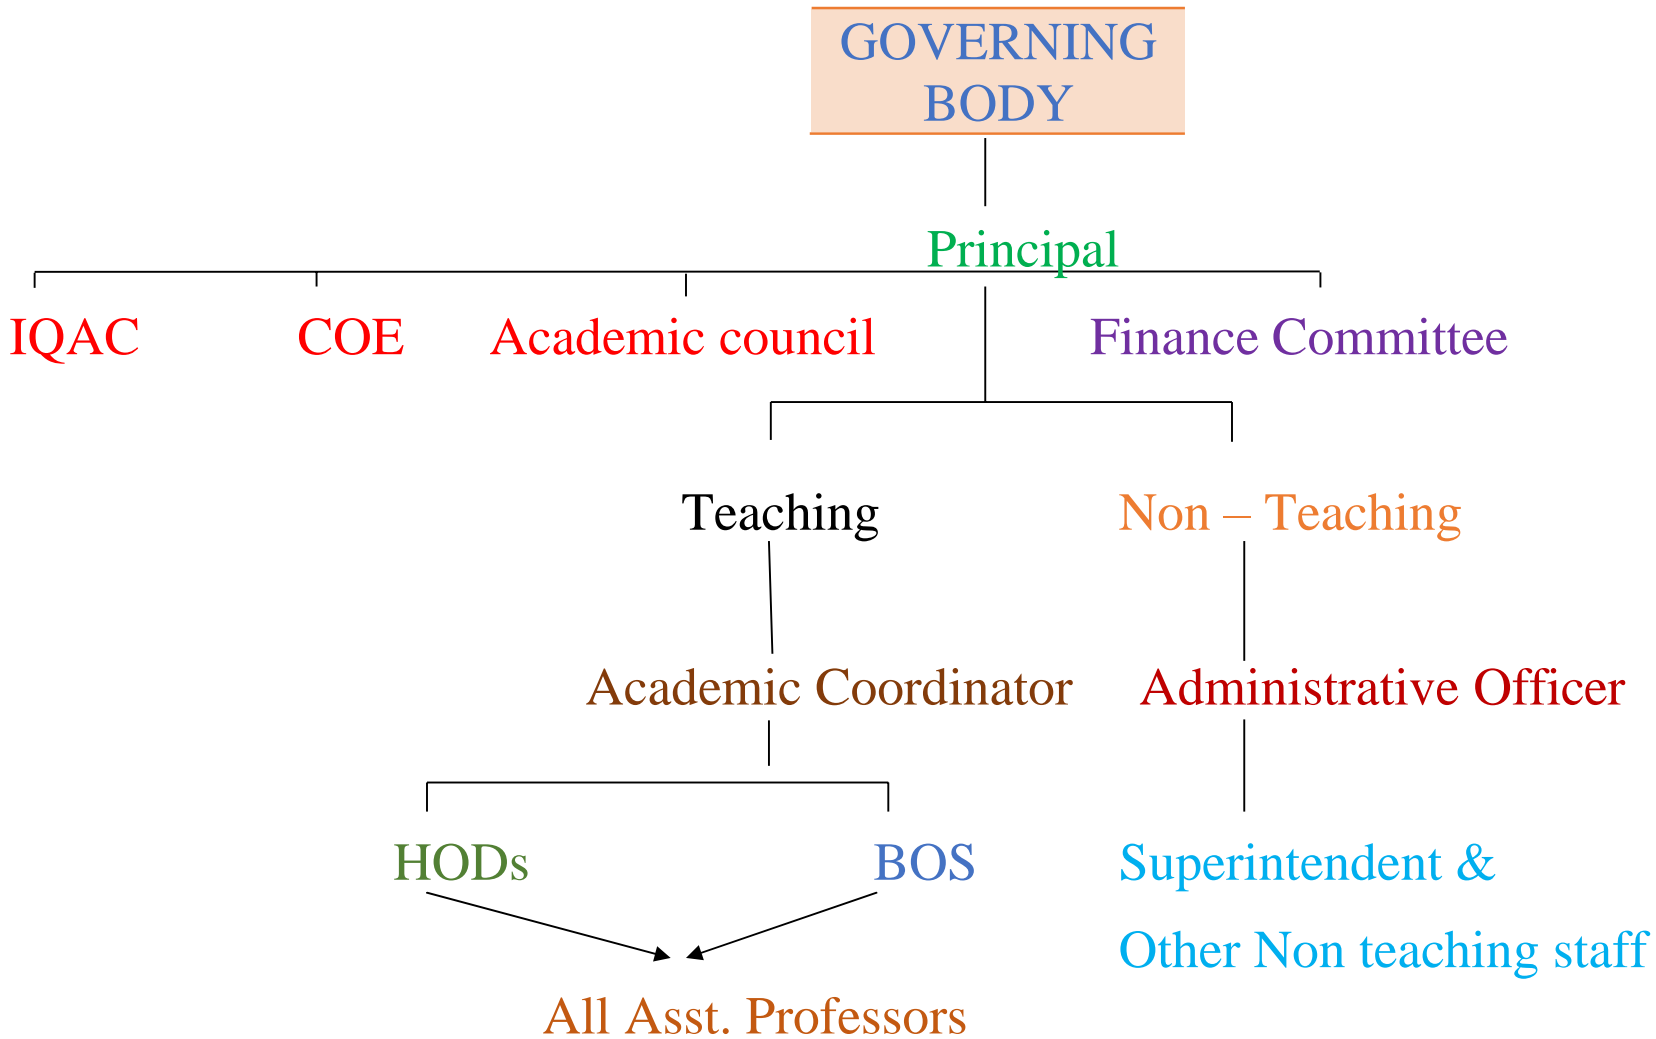 GOVERNING
BODY
Principal
IQAC
COE
Academic council
Finance Committee
Teaching
Non – Teaching
Academic Coordinator
Administrative Officer
HODs
BOS
Superintendent &
Other Non teaching staff
All Asst. Professors